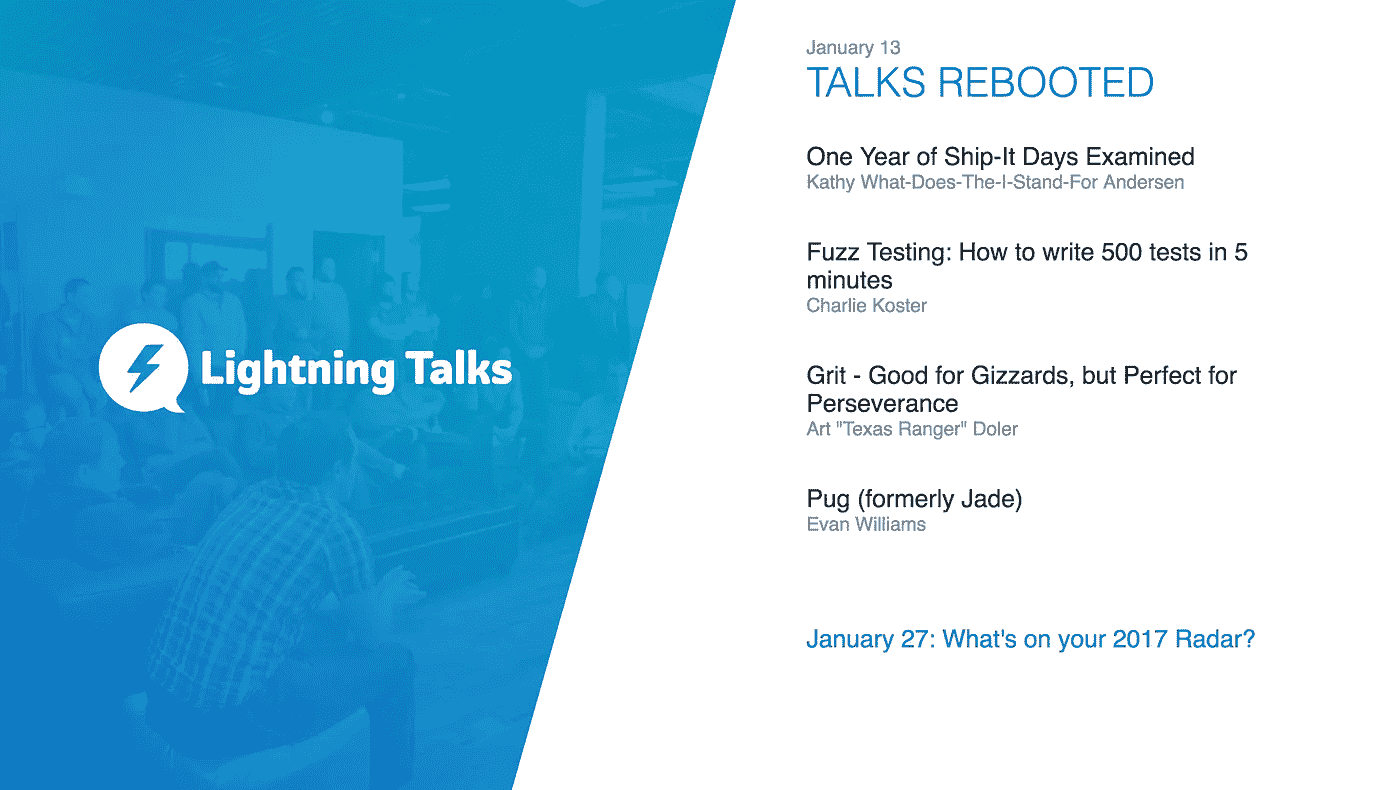 Lightning Talks
January 13
TALKS REBOOTED
One Year of Ship-It Days Examined
Kathy What-Does-The-I-Stand-For Andersen
Fuzz Testing: How to write 500 tests in 5
minutes
Charlie Koster
Grit - Good for Gizzards, but Perfect for
Perseverance
Art "Texas Ranger" Doler
Pug (formerly Jade)
Evan Williams
January 27: What's on your 2017 Radar?